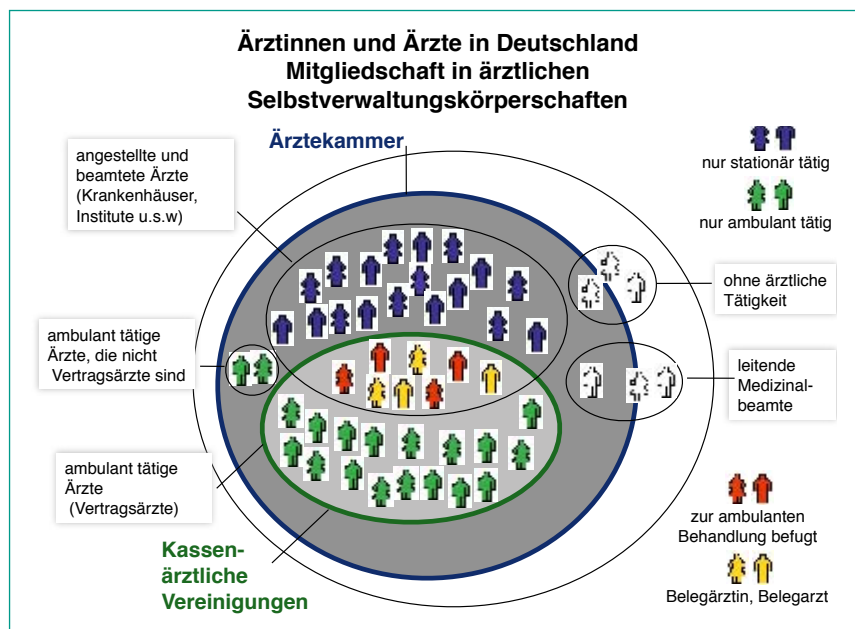 Ärztinnen und Ärzte in Deutschland
Mitgliedschaft in ärztlichen
Selbstverwaltungskörperschaften
Ärztekammer
angestellte und
beamtete Ärzte
(Krankenhäuser,
Institute u.s.w)
nur stationär tätig
nur ambulant tätig
ohne ärztliche
Tätigkeit
ambulant tätige
Ärzte, die nicht
Vertragsärzte sind
leitende
Medizinal-
beamte
ambulant tätige
Ärzte
(Vertragsärzte)
zur ambulanten
Behandlung befugt
Kassen-
ärztliche
Vereinigungen
Belegärztin, Belegarzt